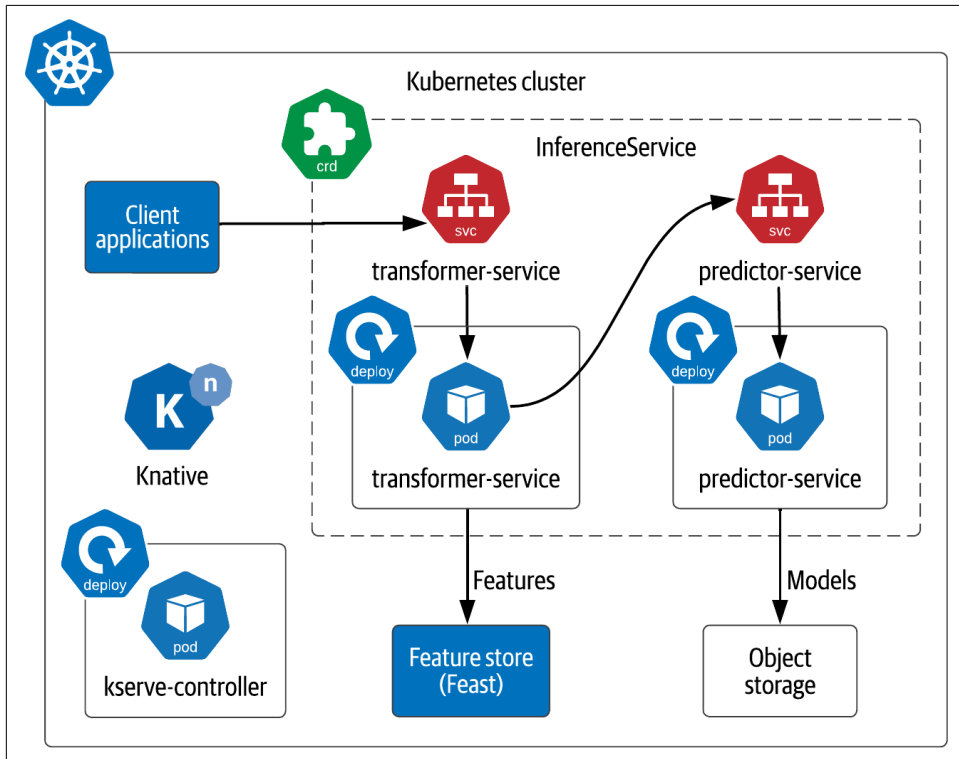 Kubernetes cluster
crd
InferenceService
Client
applications
svc
svc
transformer-service
predictor-service
deploy
deploy
n
K
pod
pod
Knative
transformer-service
predictor-service
deploy
Features
Models
pod
kserve-controller
Feature store
(Feast)
Object
storage